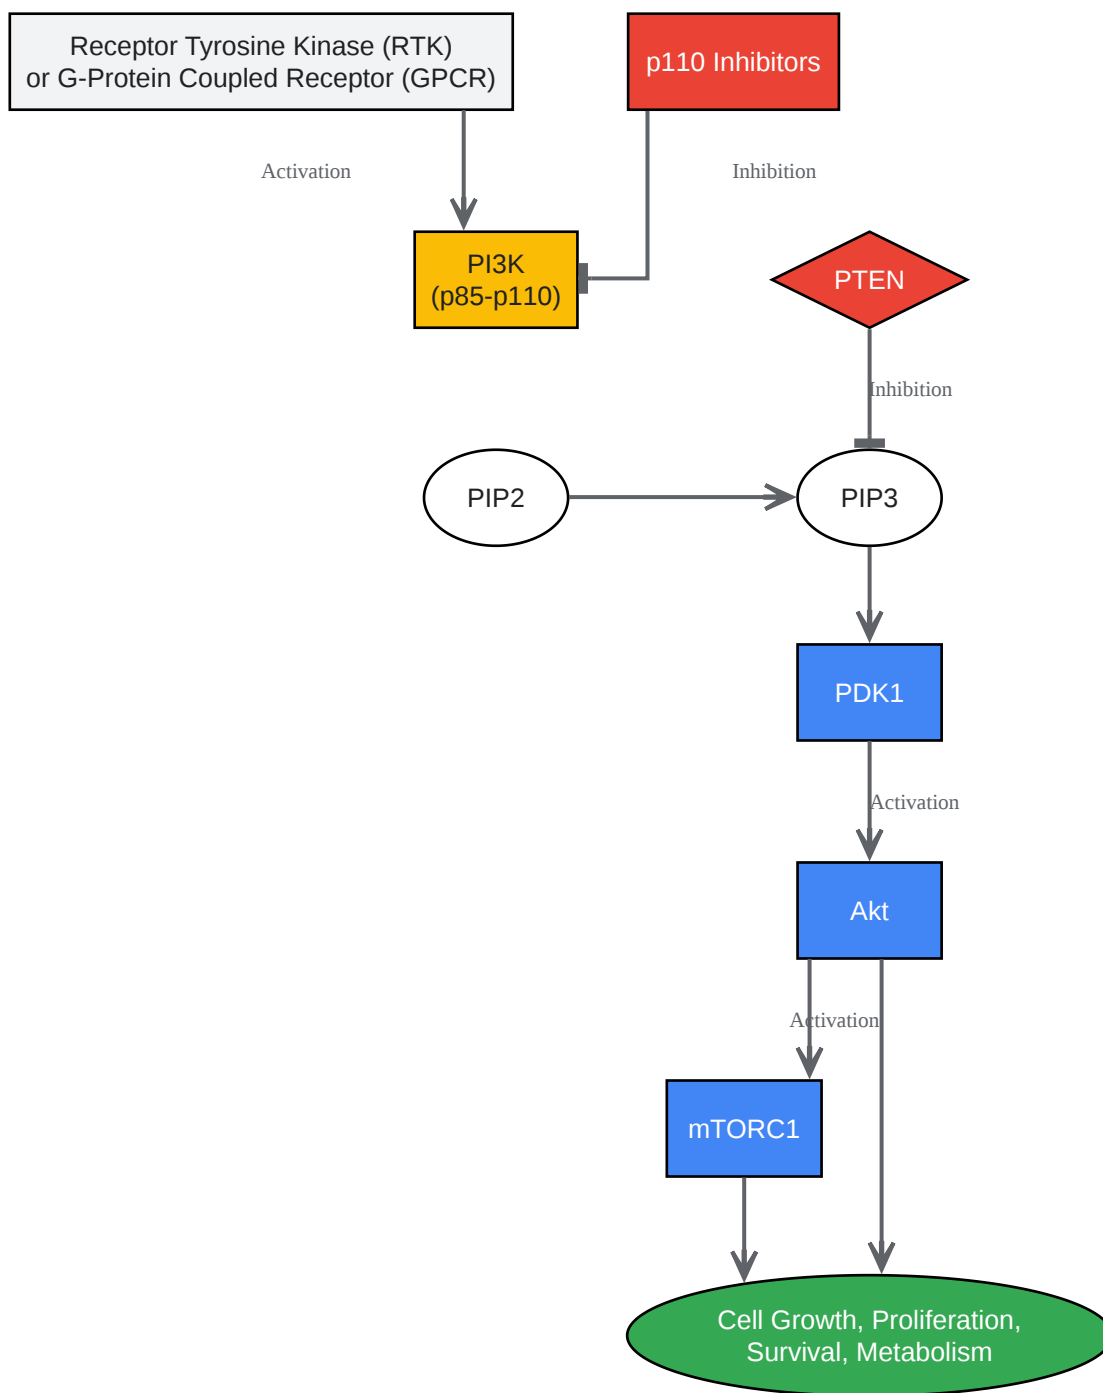 Receptor Tyrosine Kinase (RTK)
or G-Protein Coupled Receptor (GPCR)
p110 Inhibitors
Activation
Inhibition
PI3K
(p85-p110)
PTEN
Inhibition
PIP2
PIP3
PDK1
Activation
Akt
Activation
mTORC1
Cell Growth, Proliferation,
Survival, Metabolism